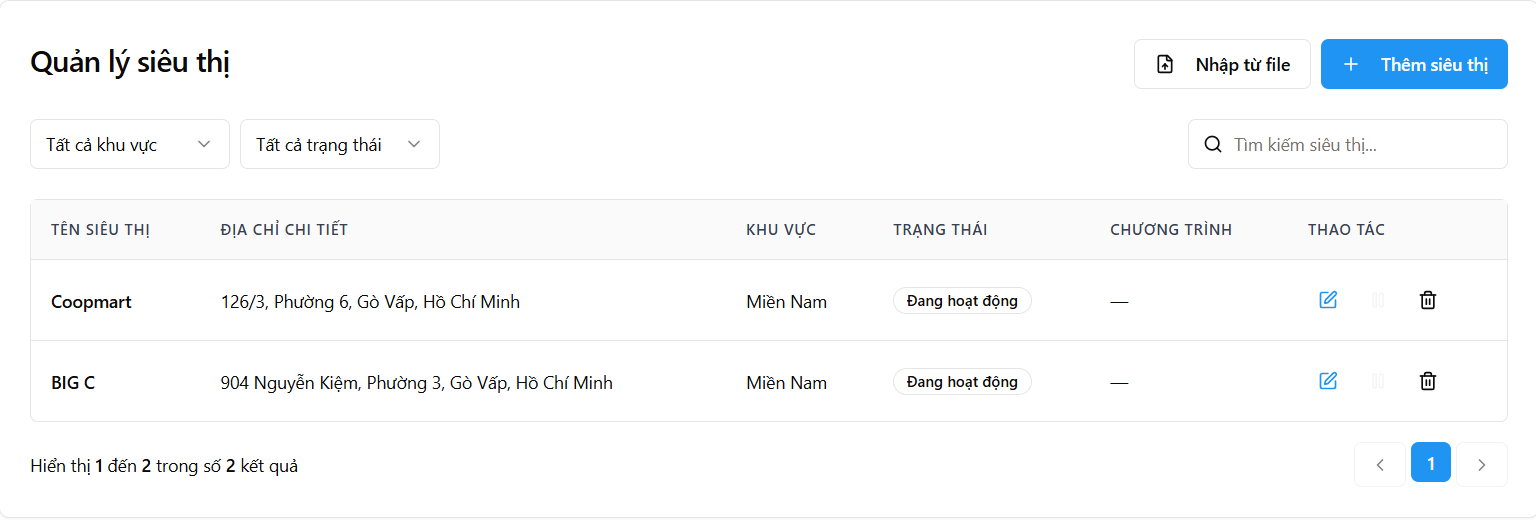 Quản lý siêu thị
Nhập từ file
Thêm siêu thị
Tất cả khu vực
Tất cả trạng thái
Tìm kiếm siêu thị...
TÊN SIÊU THỊ ĐỊA CHỈ CHI TIẾT KHU VỰC TRẠNG THÁI CHƯƠNG TRÌNH THAO TÁC
Coopmart 126/3, Phường 6, Gò Vấp, Hồ Chí Minh Miền Nam Đang hoạt động —
BIG C 904 Nguyễn Kiệm, Phường 3, Gò Vấp, Hồ Chí Minh Miền Nam Đang hoạt động —
Hiển thị 1 đến 2 trong số 2 kết quả
1